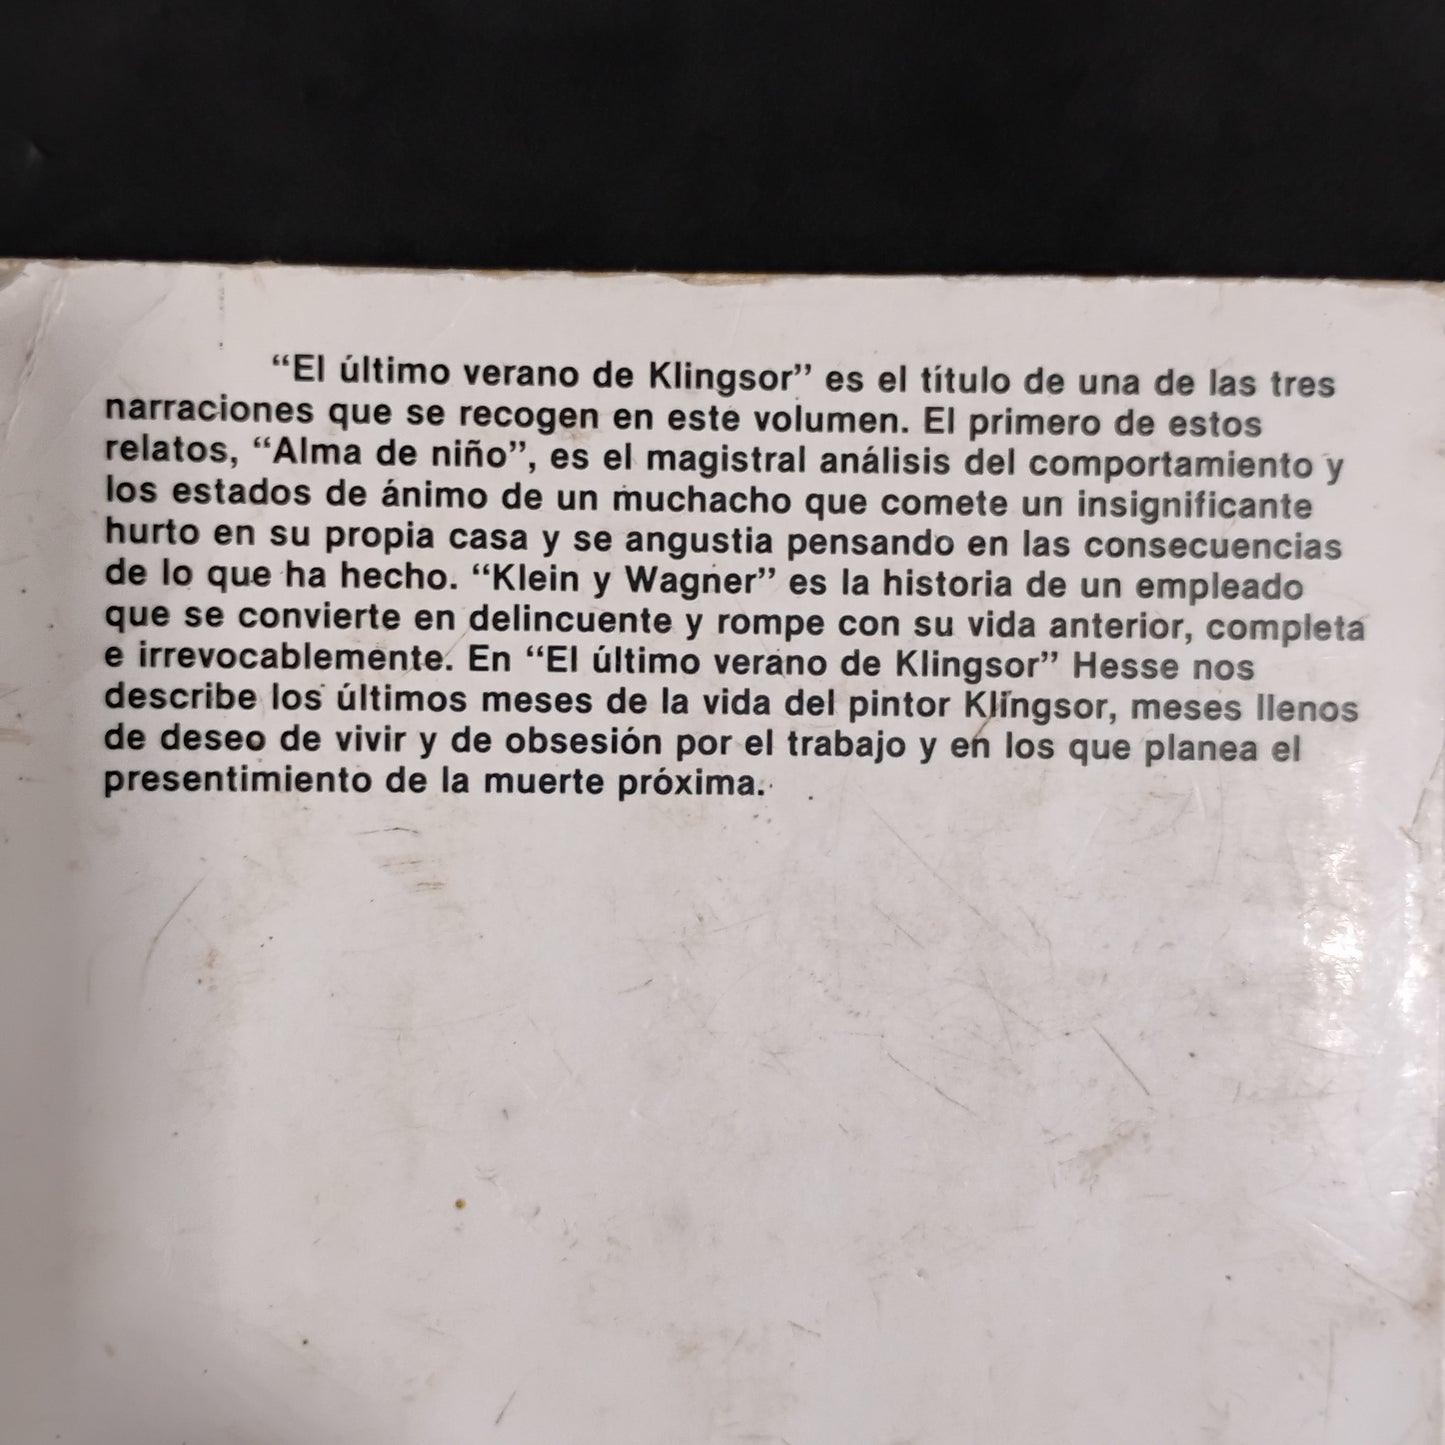 “El último verano de Klingsor” es el título de una de las tres
narraciones que se recogen en este volumen. El primero de estos
relatos, “Alma de niño”, es el magistral análisis del comportamiento y
los estados de ánimo de un muchacho que comete un insignificante
hurto en su propia casa y se angustia pensando en las consecuencias
de lo que ha hecho. “Klein y Wagner” es la historia de un empleado
que se convierte en delincuente y rompe con su vida anterior, completa
e irrevocablemente. En “El último verano de Klingsor” Hesse nos
describe los últimos meses de la vida del pintor Klingsor, meses llenos
de deseo de vivir y de obsesión por el trabajo y en los que planea el
presentimiento de la muerte próxima.